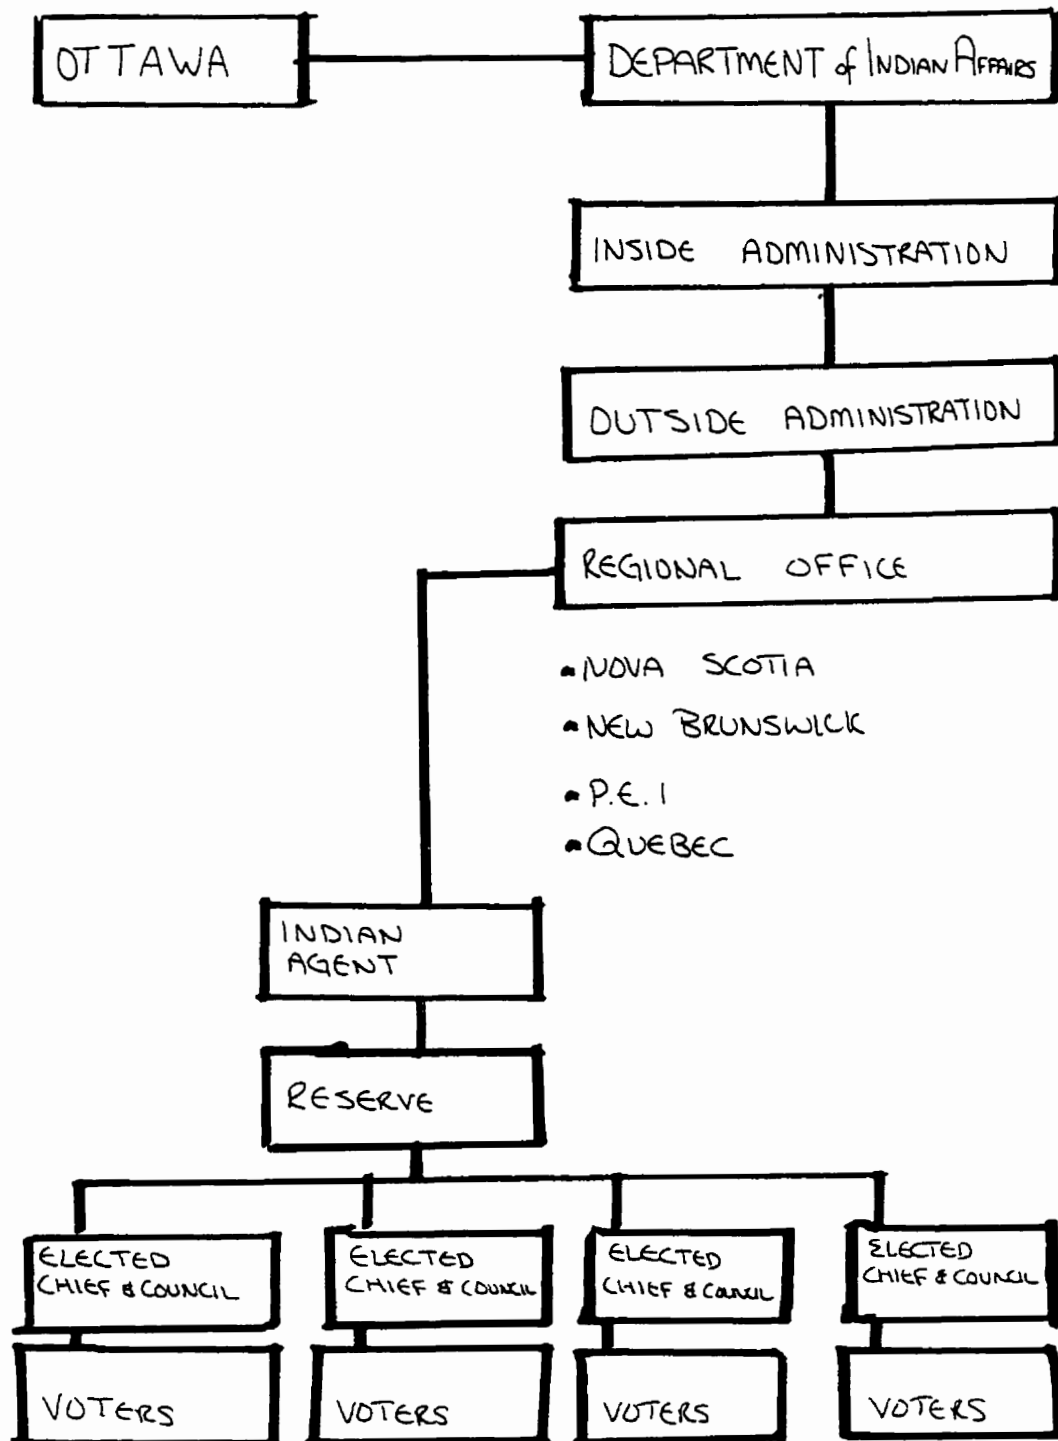 OTTAWA
DEPARTMENT of INDIAN AFFAIRS
INSIDE ADMINISTRATION
OUTSIDE ADMINISTRATION
REGIONAL OFFICE
- NOVA SCOTIA
- NEW BRUNSWICK
- P.E.I
- QUEBEC
INDIAN
AGENT
RESERVE
ELECTED
CHIEF & COUNCIL
ELECTED
CHIEF & COUNCIL
ELECTED
CHIEF & COUNCIL
ELECTED
CHIEF & COUNCIL
VOTERS
VOTERS
VOTERS
VOTERS